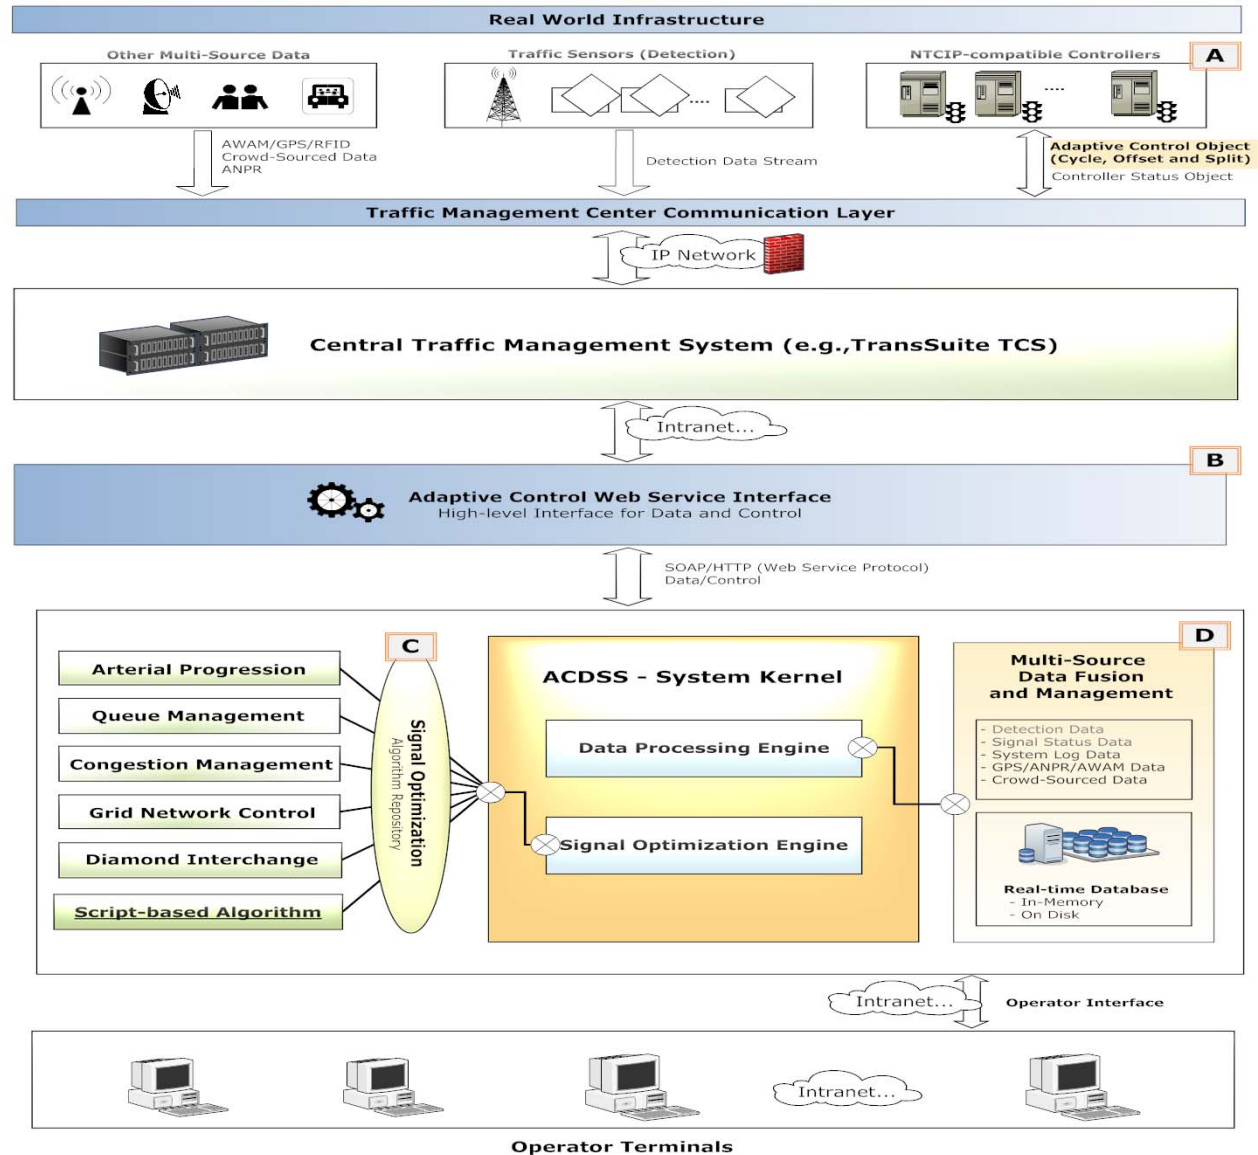 Real World Infrastructure
Other Multi-Source Data
Traffic Sensors (Detection)
NTCIP-compatible Controllers
A
....
....
AWAM/GPS/RFID
Crowd-Sourced Data
ANPR
Detection Data Stream
Adaptive Control Object
(Cycle, Offset and Split)
Controller Status Object
Traffic Management Center Communication Layer
IP Network
Central Traffic Management System (e.g.,TransSuite TCS)
Intranet...
B
Adaptive Control Web Service Interface
High-level Interface for Data and Control
SOAP/HTTP (Web Service Protocol)
Data/Control
C
Arterial Progression
Queue Management
Congestion Management
Grid Network Control
Diamond Interchange
Script-based Algorithm
Signal Optimization
Algorithm Repository
ACDSS - System Kernel
Data Processing Engine
Signal Optimization Engine
D
Multi-Source
Data Fusion
and Management
- Detection Data
- Signal Status Data
- System Log Data
- GPS/ANPR/AWAM Data
- Crowd-Sourced Data
Real-time Database
- In-Memory
- On Disk
Intranet...
Operator Interface
Intranet...
Operator Terminals